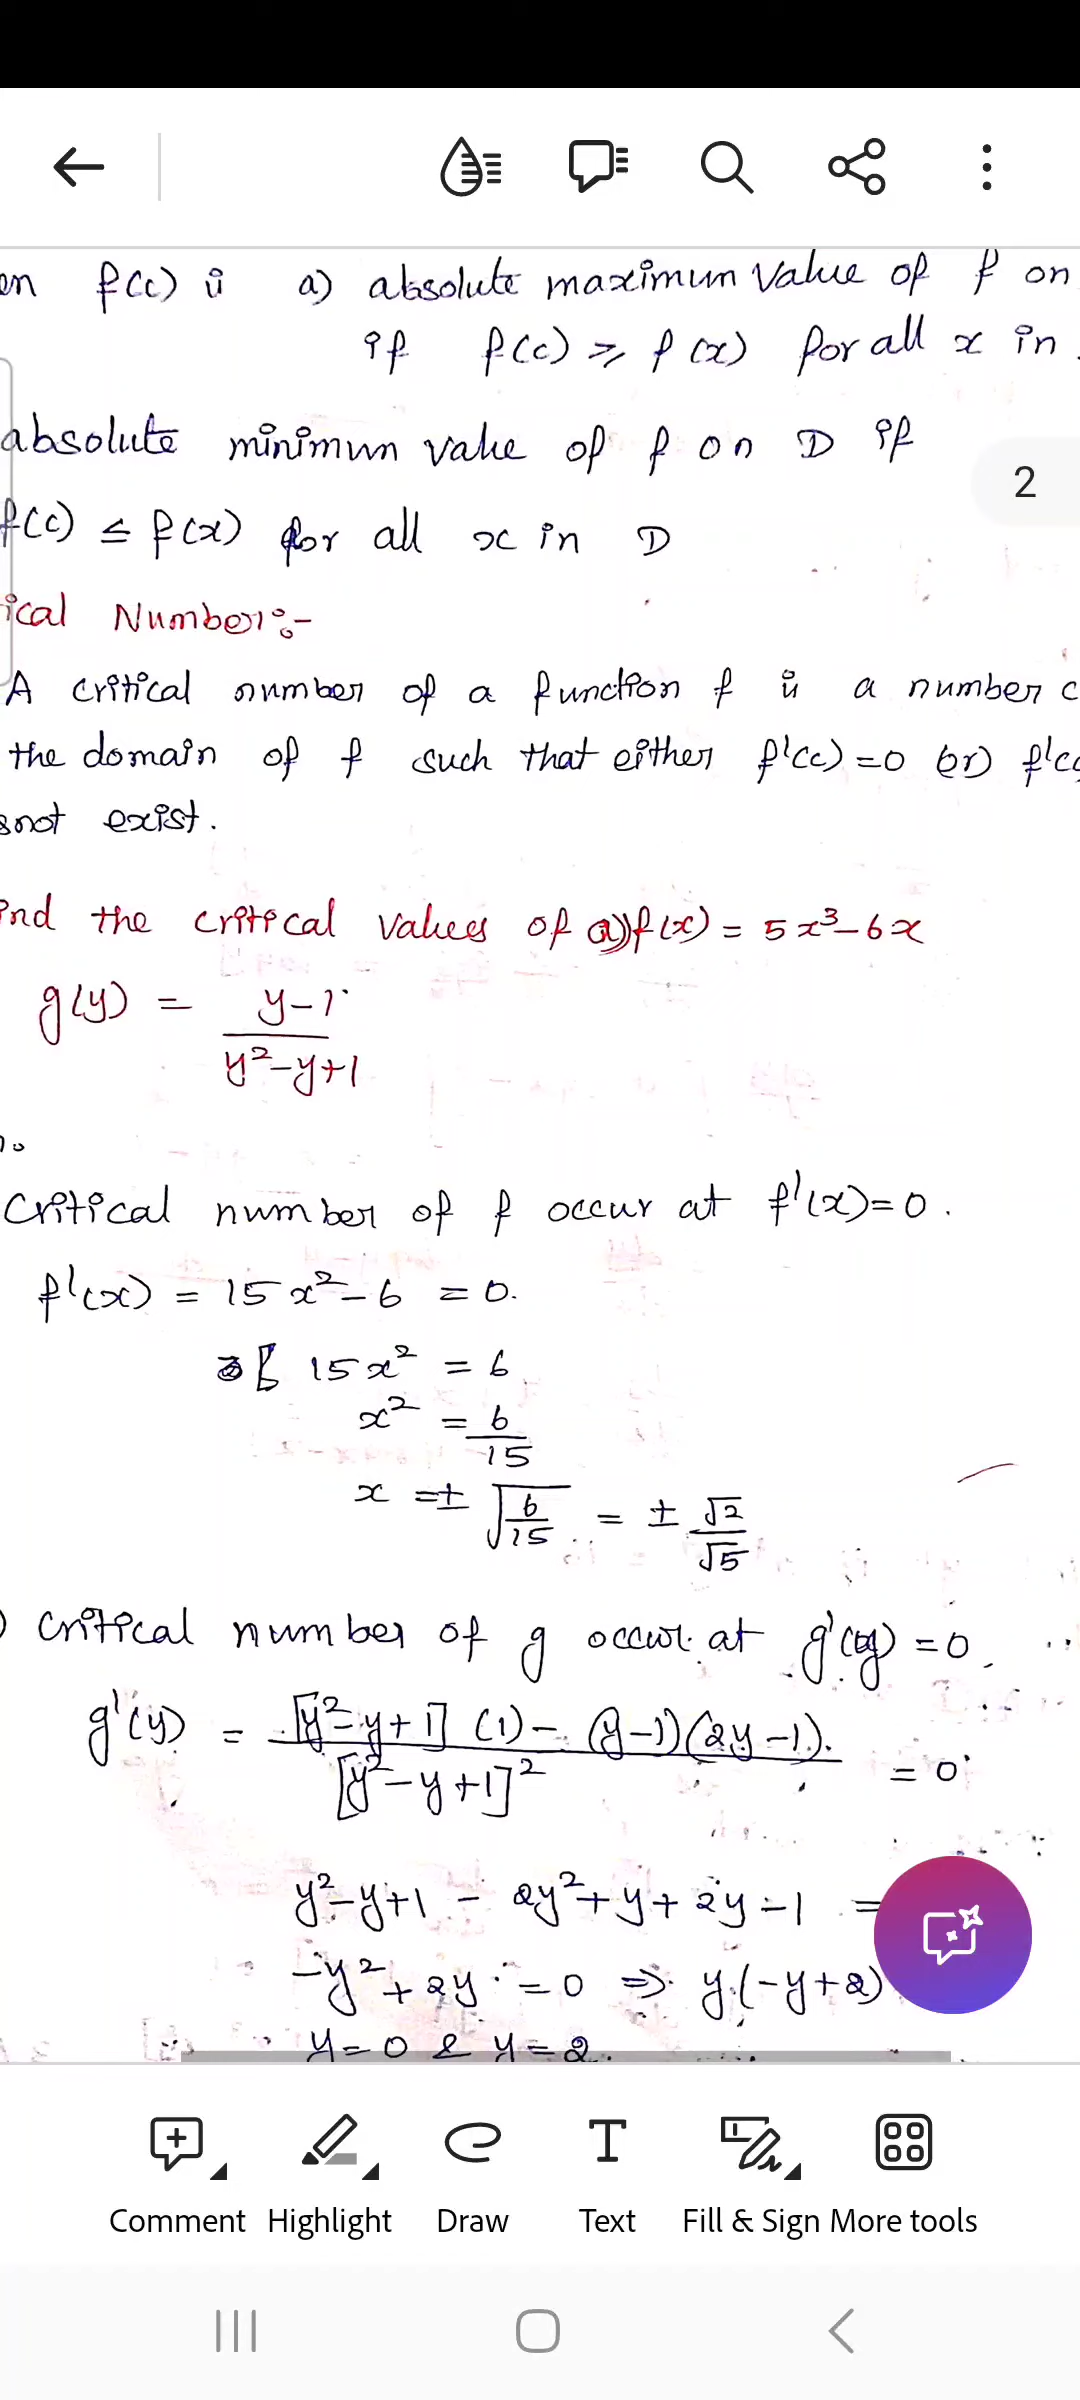 en f(c) is a) absolute maximum value of f on
if f(c) ⩾ f(x) for all x in
absolute minimum value of f on D if
2
f(c) ≤ f(x) for all x in D
ical Number:-
A critical number of a function f is a number c
the domain of f such that either f'(c)=0 (or) f'(c
snot exist.
ind the critical values of a) f(x) = 5x³-6x
g(y) = y-1 / y²-y+1
n.
Critical number of f occur at f'(x)=0.
f'(x) = 15x²-6 = 0.
15x² = 6
x² = 6/15
x = ± √(6/15) = ± √2/√5
) Critical number of g occur at g'(y) = 0.
g'(y) = [y²-y+1] (1) - (y-1)(2y-1) / [y²-y+1]² = 0
y²-y+1 - 2y²+y+2y-1 =
-y²+2y = 0 ⇒ y(-y+2)
y=0 & y=2.
Comment Highlight Draw Text Fill & Sign More tools